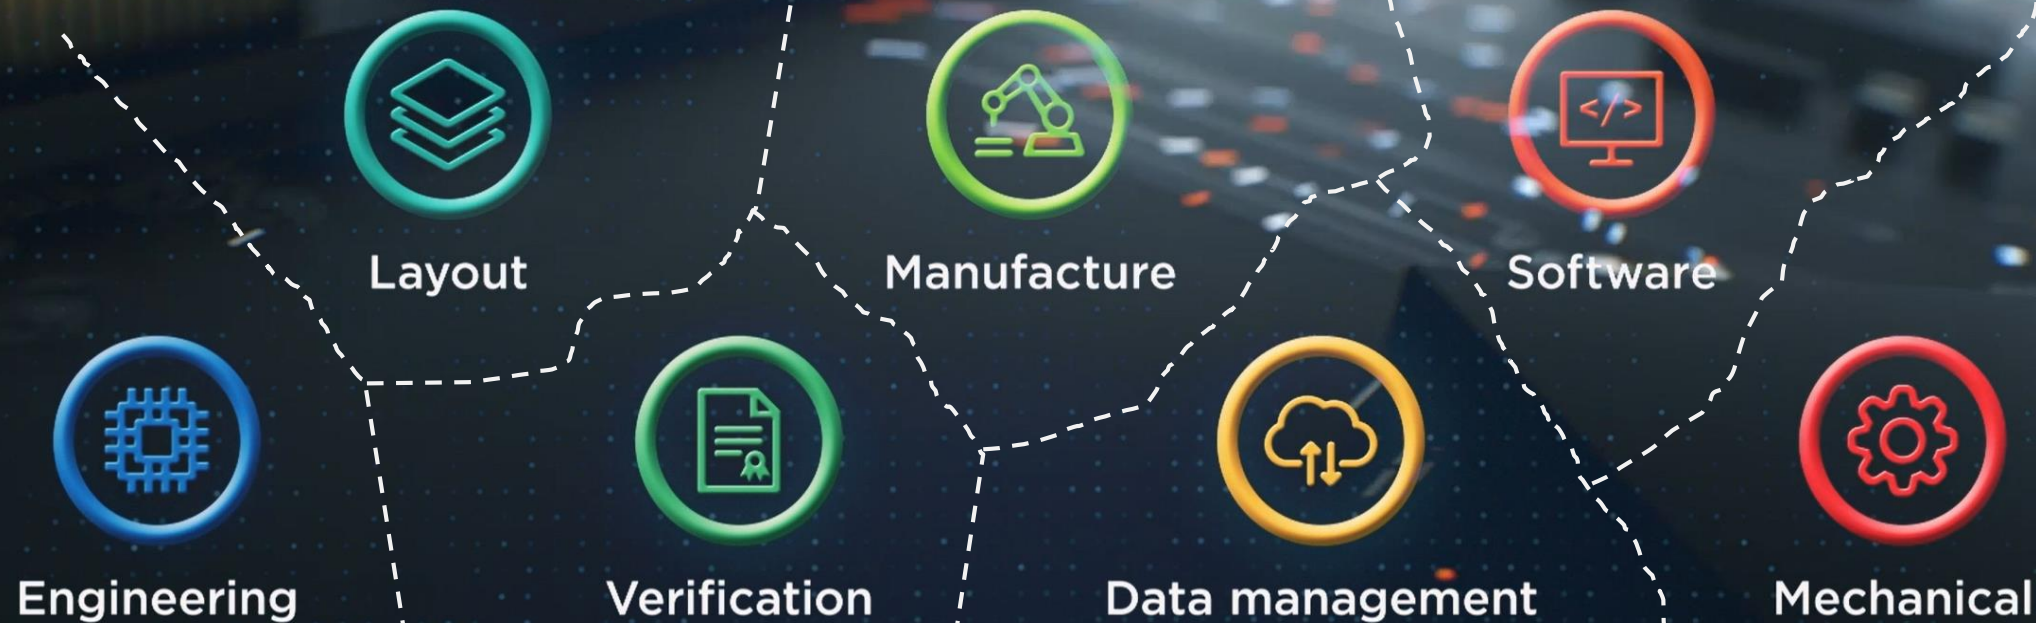 Layout
Manufacture
Software
Engineering
Verification
Data management
Mechanical